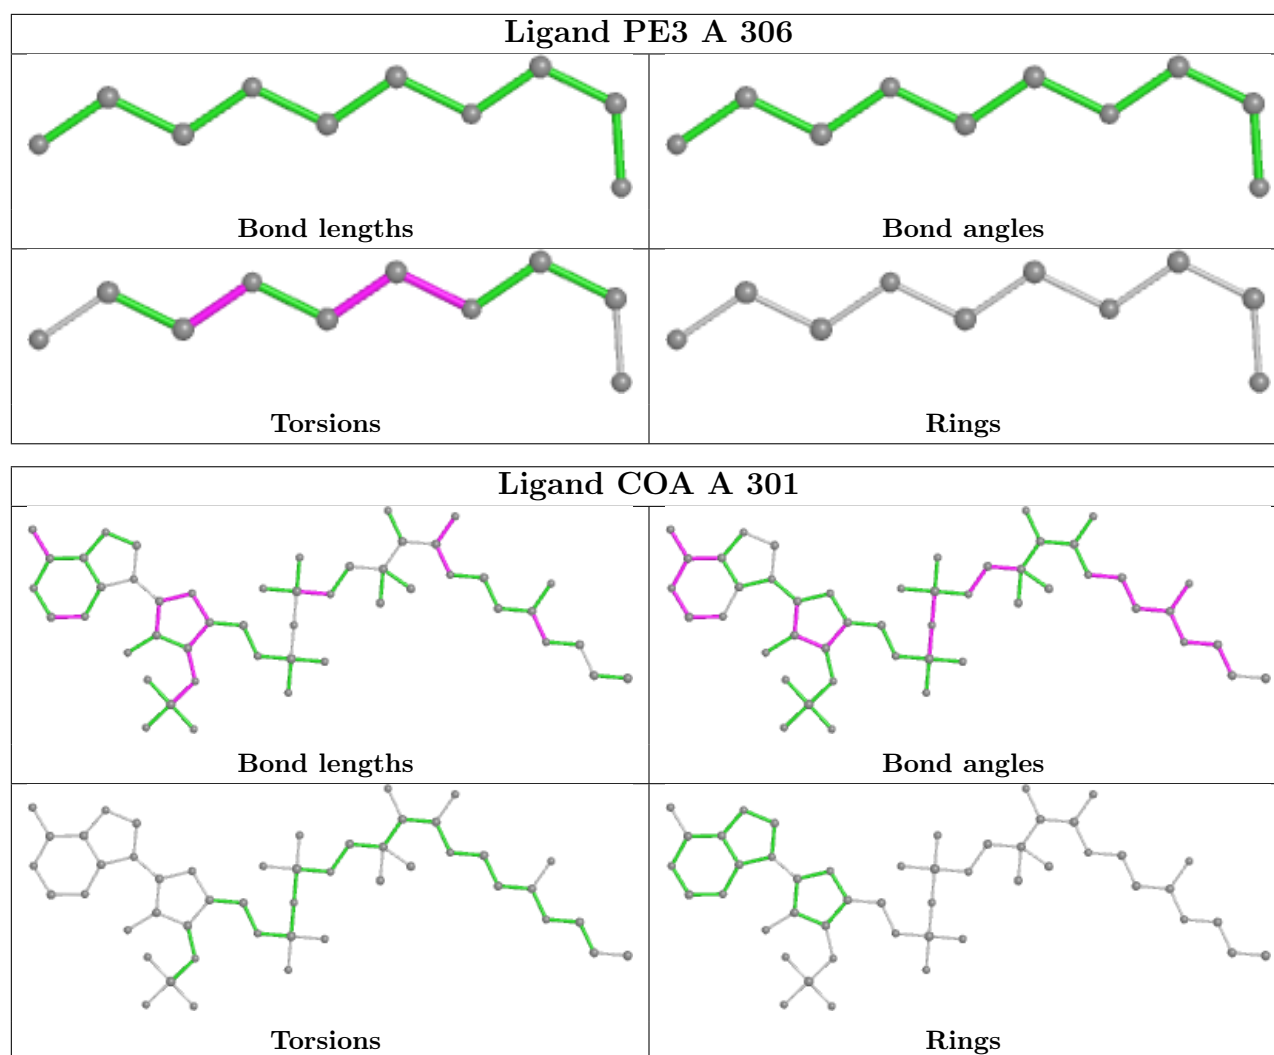 Ligand PE3 A 306
Bond lengths
Bond angles
Torsions
Rings
Ligand COA A 301
Bond lengths
Bond angles
Torsions
Rings